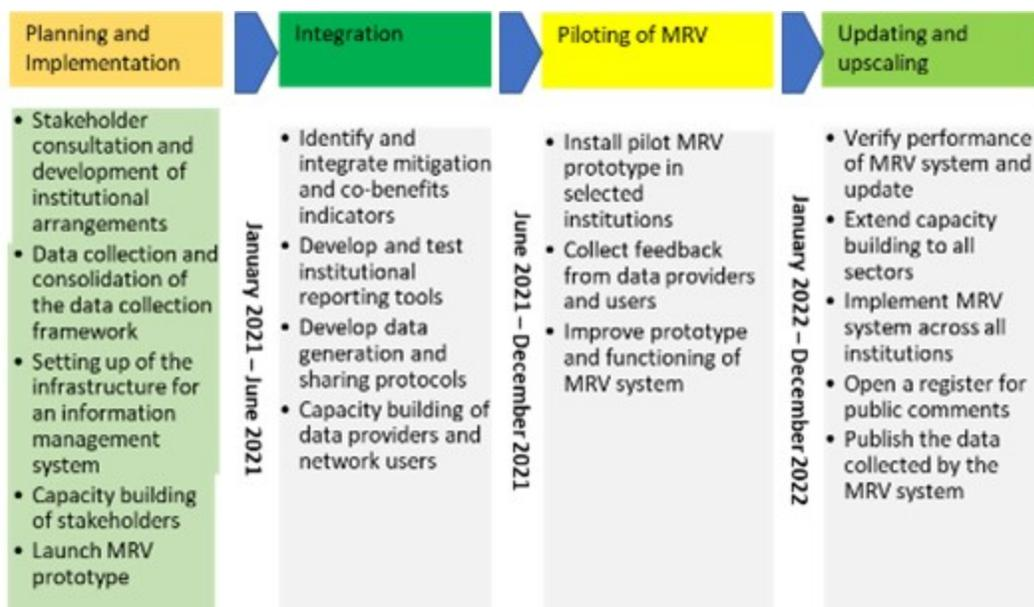 Planning and
Implementation
• Stakeholder
consultation and
development of
institutional
arrangements
• Data collection and
consolidation of
the data collection
framework
• Setting up of the
infrastructure for
an information
management
system
• Capacity building
of stakeholders
• Launch MRV
prototype
January 2021 – June 2021
Integration
• Identify and
integrate mitigation
and co-benefits
indicators
• Develop and test
institutional
reporting tools
• Develop data
generation and
sharing protocols
• Capacity building of
data providers and
network users
June 2021 – December 2021
Piloting of MRV
• Install pilot MRV
prototype in
selected
institutions
• Collect feedback
from data providers
and users
• Improve prototype
and functioning of
MRV system
January 2022 – December 2022
Updating and
upscaling
• Verify performance
of MRV system and
update
• Extend capacity
building to all
sectors
• Implement MRV
system across all
institutions
• Open a register for
public comments
• Publish the data
collected by the
MRV system